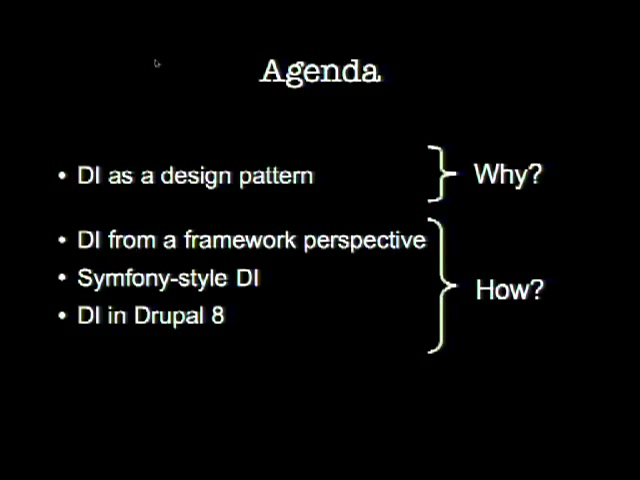 Agenda
• DI as a design pattern
Why?
• DI from a framework perspective
• Symfony-style DI
• DI in Drupal 8
How?